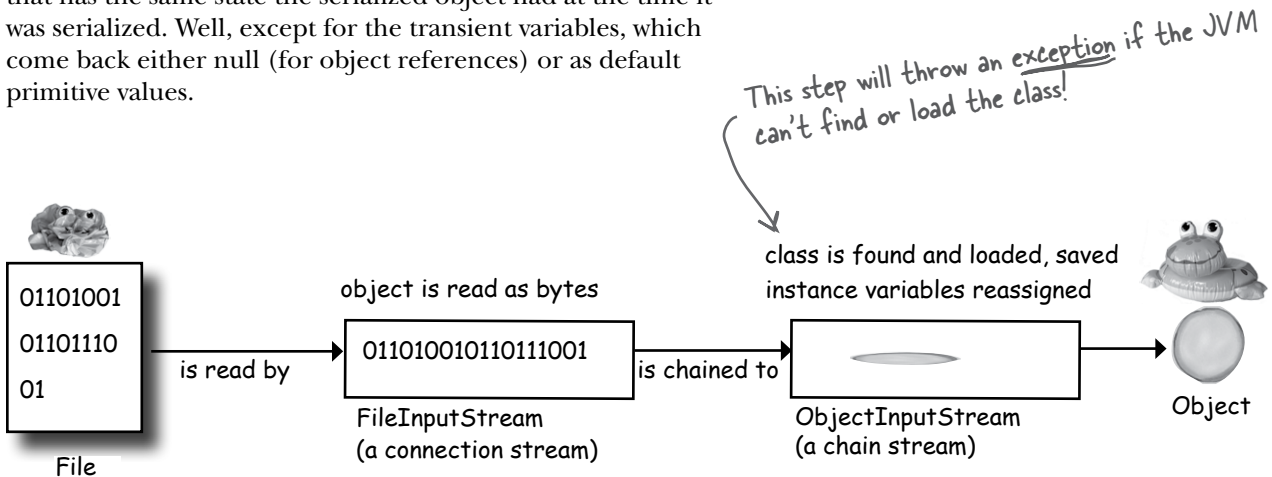 that has the same state the serialized object had at the time it
was serialized. Well, except for the transient variables, which
come back either null (for object references) or as default
primitive values.
This step will throw an exception if the JVM
can't find or load the class!
class is found and loaded, saved
instance variables reassigned
object is read as bytes
01101001
01101110
01
is read by
011010010110111001
is chained to
FileInputStream
(a connection stream)
ObjectInputStream
(a chain stream)
Object
File